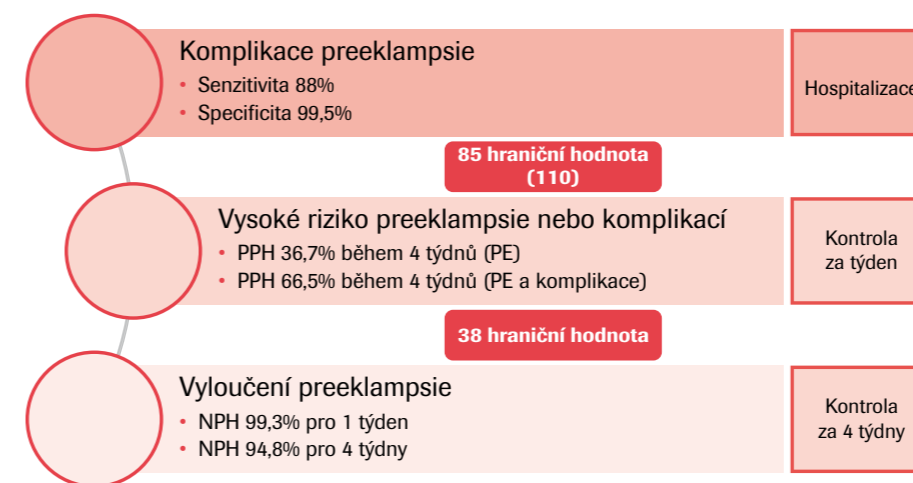 Komplikace preeklampsie
• Senzitivita 88%
• Specificita 99,5%
Hospitalizace
85 hraniční hodnota
(110)
Vysoké riziko preeklampsie nebo komplikací
• PPH 36,7% během 4 týdnů (PE)
• PPH 66,5% během 4 týdnů (PE a komplikace)
Kontrola
za týden
38 hraniční hodnota
Vyloučení preeklampsie
• NPH 99,3% pro 1 týden
• NPH 94,8% pro 4 týdny
Kontrola
za 4 týdny